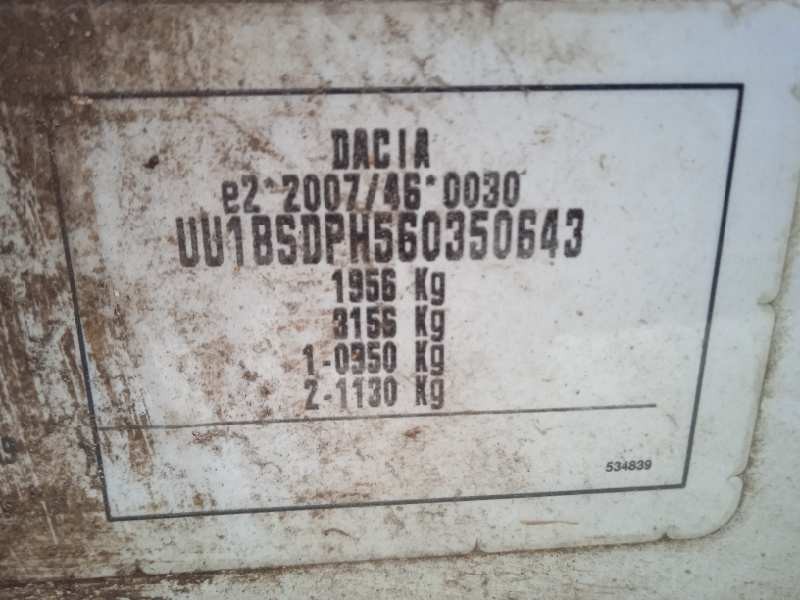 DACIA
e2*2007/46*0030
UU1BSDPH560350643
1956 Kg
3156 Kg
1-0950 Kg
2-1130 Kg
534839